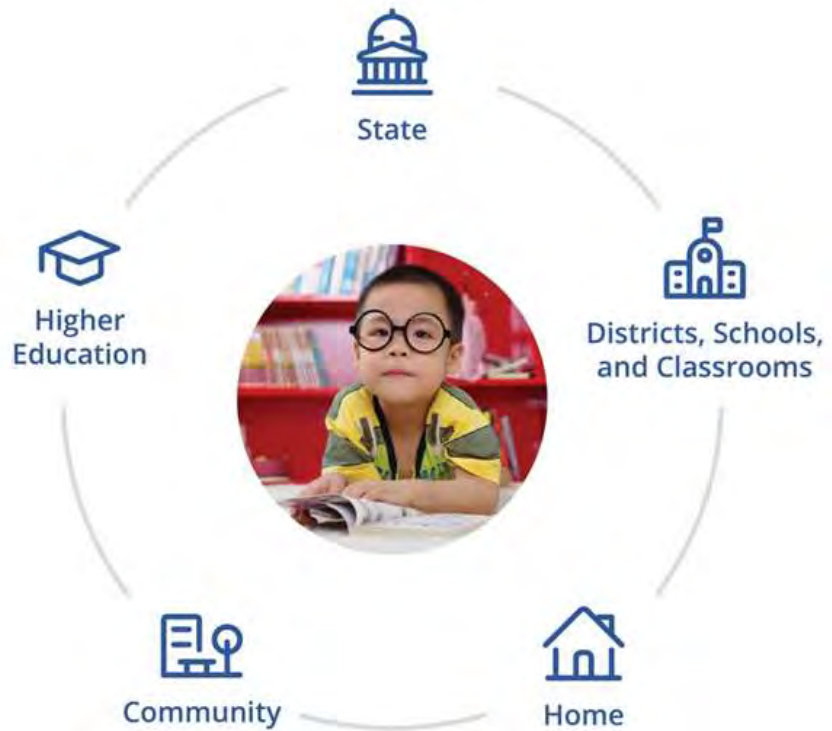 State
Higher
Education
Districts, Schools,
and Classrooms
Community
Home